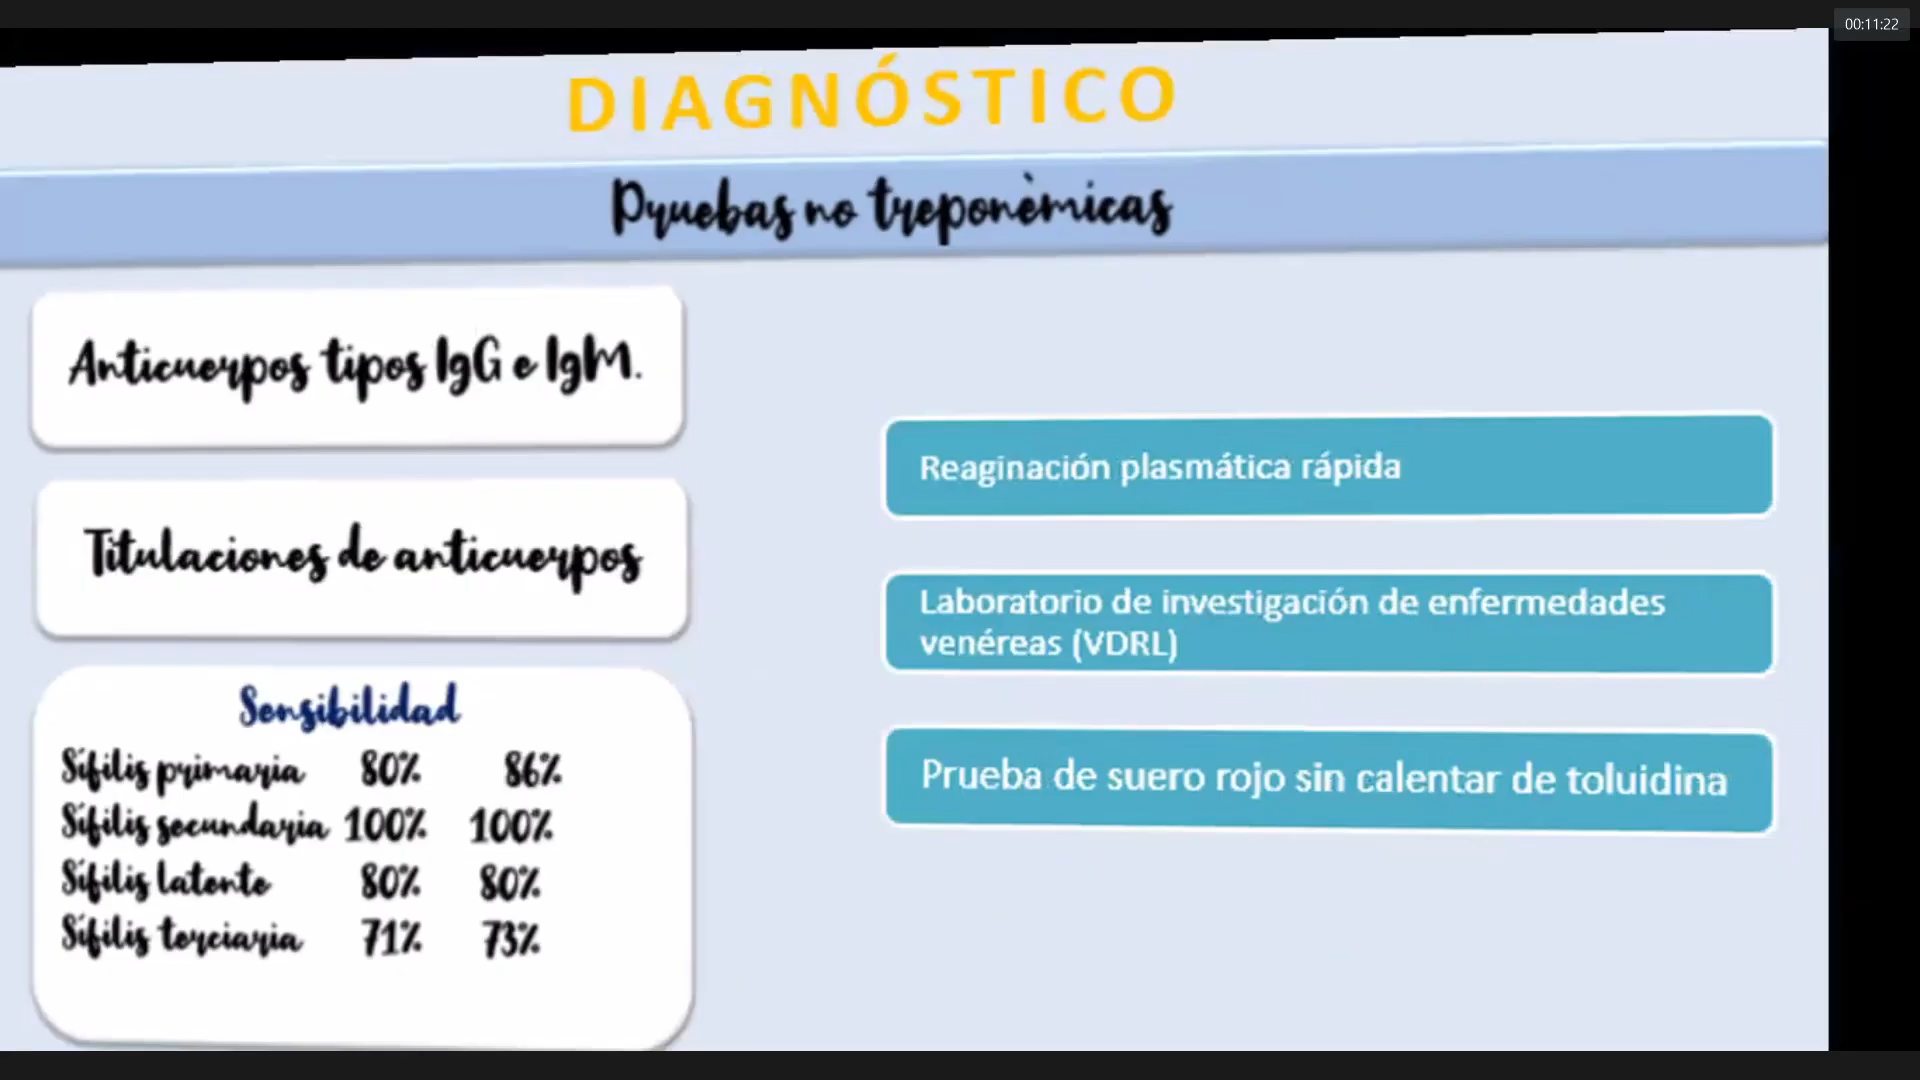 00:11:22
DIAGNÓSTICO
Pruebas no treponèmicas
Anticuerpos tipos IgG e IgM.
Titulaciones de anticuerpos
Sensibilidad
Sífilis primaria 80% 86%
Sífilis secundaria 100% 100%
Sífilis latente 80% 80%
Sífilis terciaria 71% 73%
Reaginación plasmática rápida
Laboratorio de investigación de enfermedades
venéreas (VDRL)
Prueba de suero rojo sin calentar de toluidina